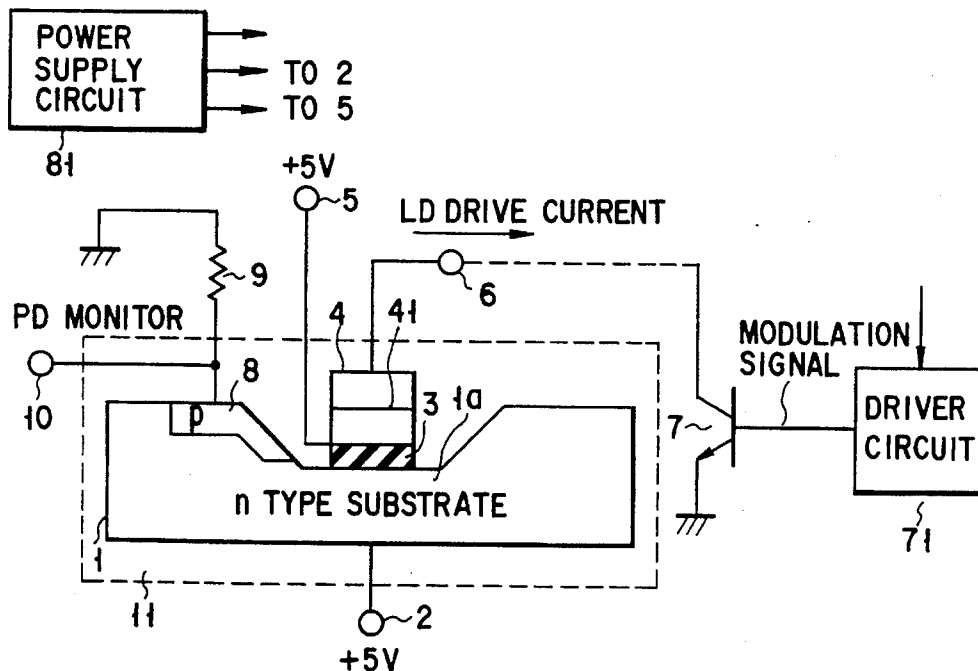 POWER
SUPPLY
CIRCUIT
TO 2
TO 5
81
+5V
5
LD DRIVE CURRENT
6
9
PD MONITOR
10
4
41
8
p
3
1a
MODULATION
SIGNAL
7
DRIVER
CIRCUIT
71
n TYPE SUBSTRATE
1
11
2
+5V